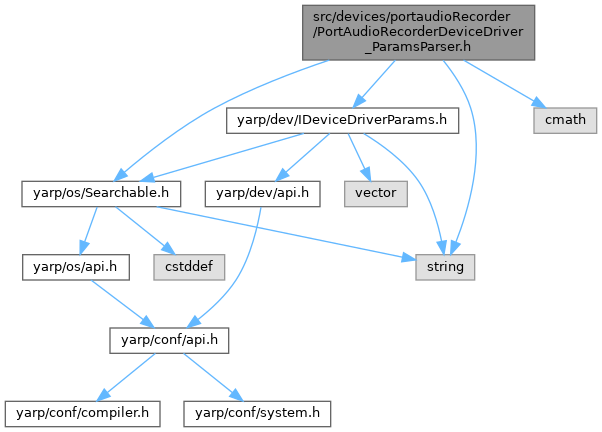 src/devices/portaudioRecorder
/PortAudioRecorderDeviceDriver
_ParamsParser.h
yarp/dev/IDeviceDriverParams.h
cmath
yarp/os/Searchable.h
yarp/dev/api.h
vector
yarp/os/api.h
cstddef
string
yarp/conf/api.h
yarp/conf/compiler.h
yarp/conf/system.h